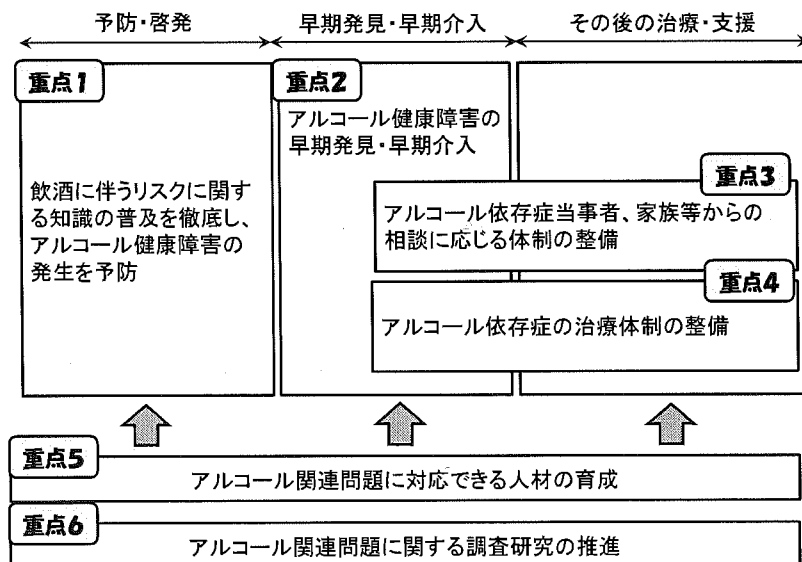 予防・啓発
早期発見・早期介入
その後の治療・支援
重点1
飲酒に伴うリスクに関す
る知識の普及を徹底し、
アルコール健康障害の
発生を予防
重点2
アルコール健康障害の
早期発見・早期介入
重点3
アルコール依存症当事者、家族等からの
相談に応じる体制の整備
重点4
アルコール依存症の治療体制の整備
重点5
アルコール関連問題に対応できる人材の育成
重点6
アルコール関連問題に関する調査研究の推進